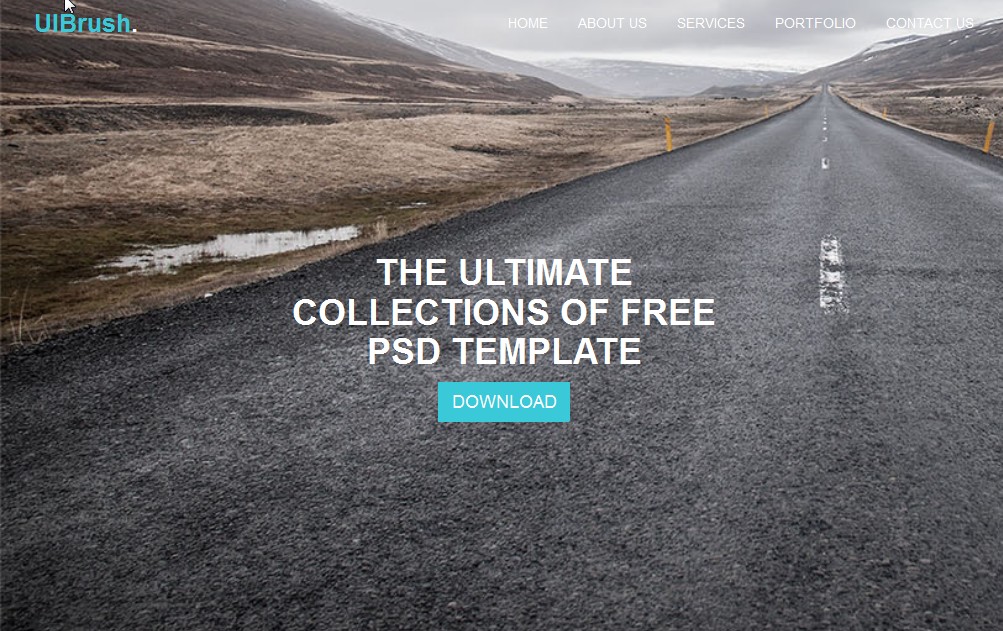 UIBrush.
HOME ABOUT US SERVICES PORTFOLIO CONTACT US
THE ULTIMATE
COLLECTIONS OF FREE
PSD TEMPLATE
DOWNLOAD